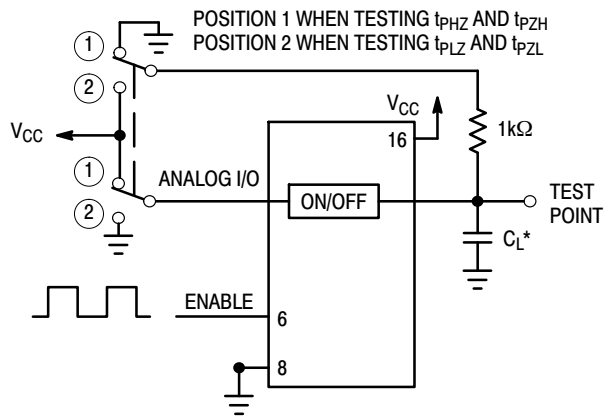 POSITION 1 WHEN TESTING tPHZ AND tPZH
POSITION 2 WHEN TESTING tPLZ AND tPZL
1
2
VCC
VCC
16
1kΩ
1
ANALOG I/O
ON/OFF
TEST
POINT
2
CL*
ENABLE
6
8